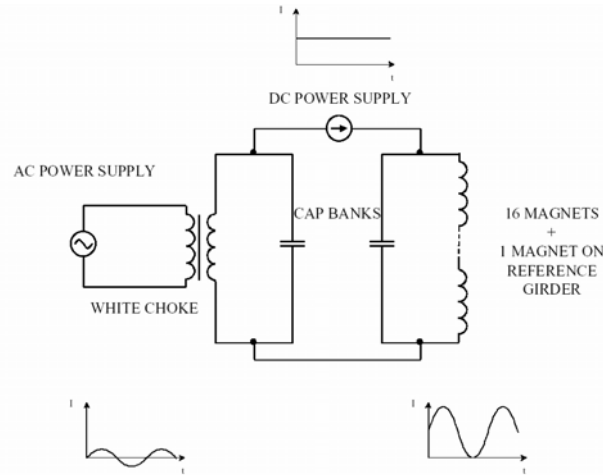 I
t
DC POWER SUPPLY
AC POWER SUPPLY
CAP BANKS
16 MAGNETS
+
1 MAGNET ON
REFERENCE
GIRDER
WHITE CHOKE
I
t
I
t